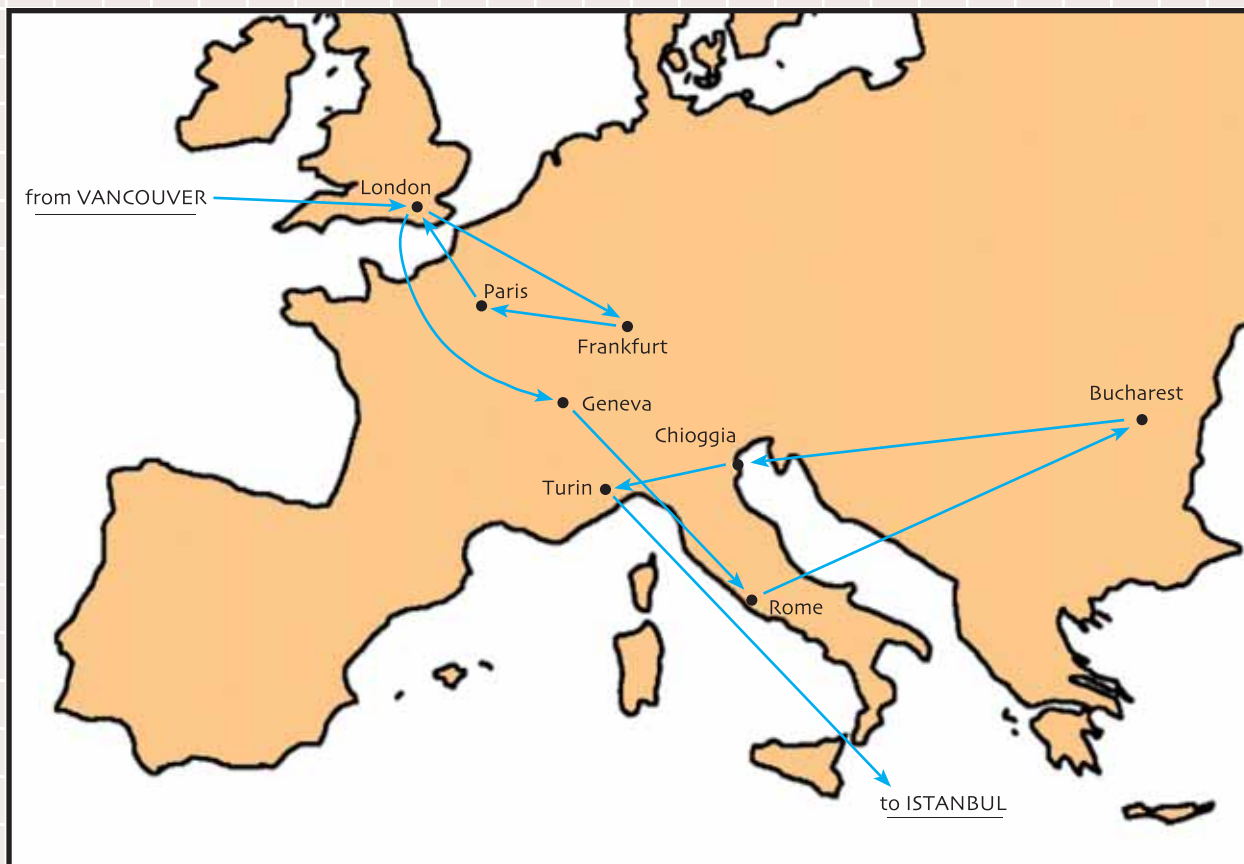 London
from VANCOUVER
Paris
Frankfurt
Bucharest
Geneva
Chioggia
Turin
Rome
to ISTANBUL